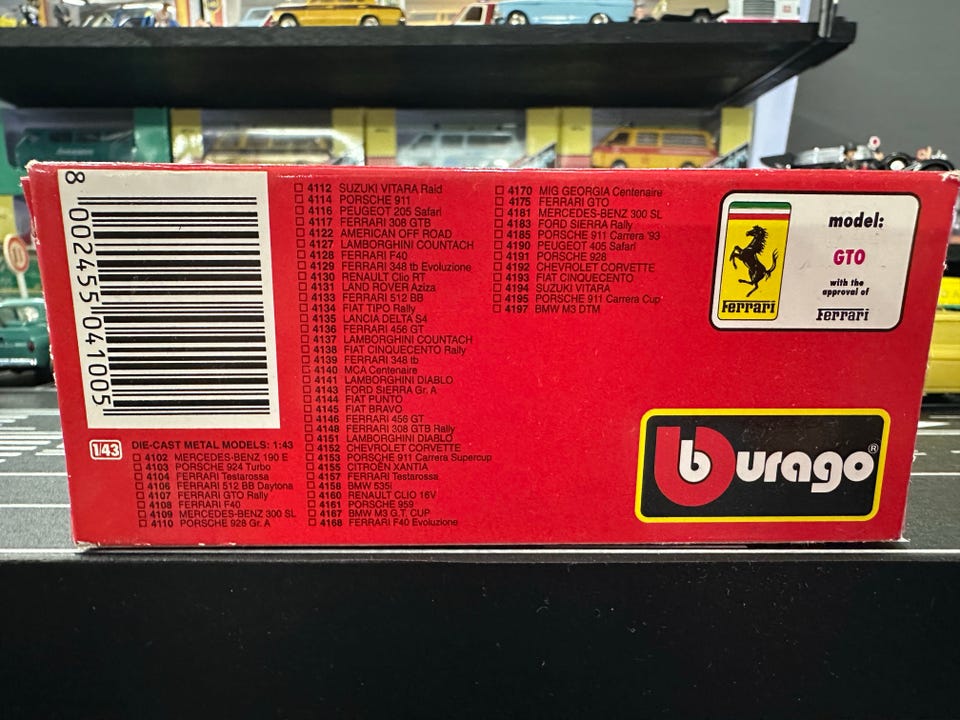 8 002455 041005
1/43 DIE-CAST METAL MODELS: 1:43
4102 MERCEDES-BENZ 190 E
4103 PORSCHE 924 Turbo
4104 FERRARI Testarossa
4106 FERRARI 512 BB Daytona
4107 FERRARI GTO Rally
4108 FERRARI F40
4109 MERCEDES-BENZ 300 SL
4110 PORSCHE 928 Gr. A
4112 SUZUKI VITARA Raid
4114 PORSCHE 911
4116 PEUGEOT 205 Safari
4117 FERRARI 308 GTB
4122 AMERICAN OFF ROAD
4127 LAMBORGHINI COUNTACH
4128 FERRARI F40
4129 FERRARI 348 tb Evoluzione
4130 RENAULT Clio RT
4131 LAND ROVER Aziza
4133 FERRARI 512 BB
4134 FIAT TIPO Rally
4135 LANCIA DELTA S4
4136 FERRARI 456 GT
4137 LAMBORGHINI COUNTACH
4138 FIAT CINQUECENTO Rally
4139 FERRARI 348 tb
4140 MCA Centenaire
4141 LAMBORGHINI DIABLO
4143 FORD SIERRA Gr. A
4144 FIAT PUNTO
4145 FIAT BRAVO
4146 FERRARI 456 GT
4148 FERRARI 308 GTB Rally
4151 LAMBORGHINI DIABLO
4152 CHEVROLET CORVETTE
4153 PORSCHE 911 Carrera Supercup
4155 CITROËN XANTIA
4157 FERRARI Testarossa
4158 BMW 535i
4160 RENAULT CLIO 16V
4161 PORSCHE 959
4167 BMW M3 G.T. CUP
4168 FERRARI F40 Evoluzione
4170 MIG GEORGIA Centenaire
4175 FERRARI GTO
4181 MERCEDES-BENZ 300 SL
4183 FORD SIERRA Rally
4185 PORSCHE 911 Carrera '93
4190 PEUGEOT 405 Safari
4191 PORSCHE 928
4192 CHEVROLET CORVETTE
4193 FIAT CINQUECENTO
4194 SUZUKI VITARA
4195 PORSCHE 911 Carrera Cup
4197 BMW M3 DTM
Ferrari
model:
GTO
with the
approval of
Ferrari
burago®